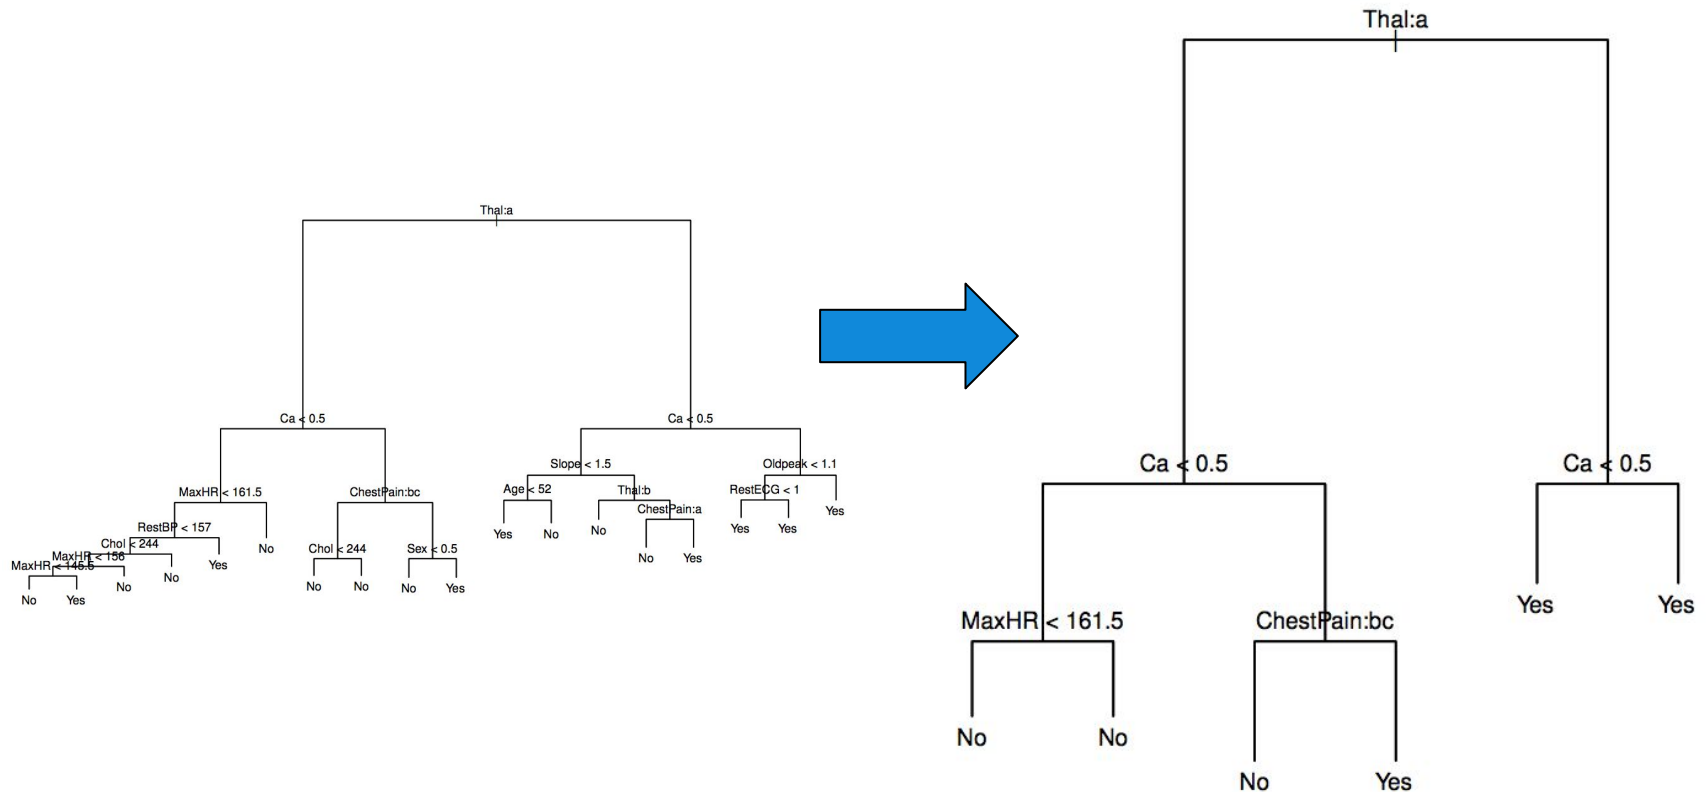 Thal:a
Ca < 0.5
Ca < 0.5
Slope < 1.5
Oldpeak < 1.1
MaxHR < 161.5
ChestPain:bc
Age < 52
Thal:b
RestECG < 1
ChestPain:a
Yes
RestBP < 157
Yes
No
No
Yes
Yes
Chol < 244
No
Chol < 244
Sex < 0.5
MaxHR < 156
No
Yes
MaxHR < 145.5
Yes
No
No
No
No
No
Yes
No
Yes
Thal:a
Ca < 0.5
Ca < 0.5
Yes
Yes
MaxHR < 161.5
ChestPain:bc
No
No
No
Yes